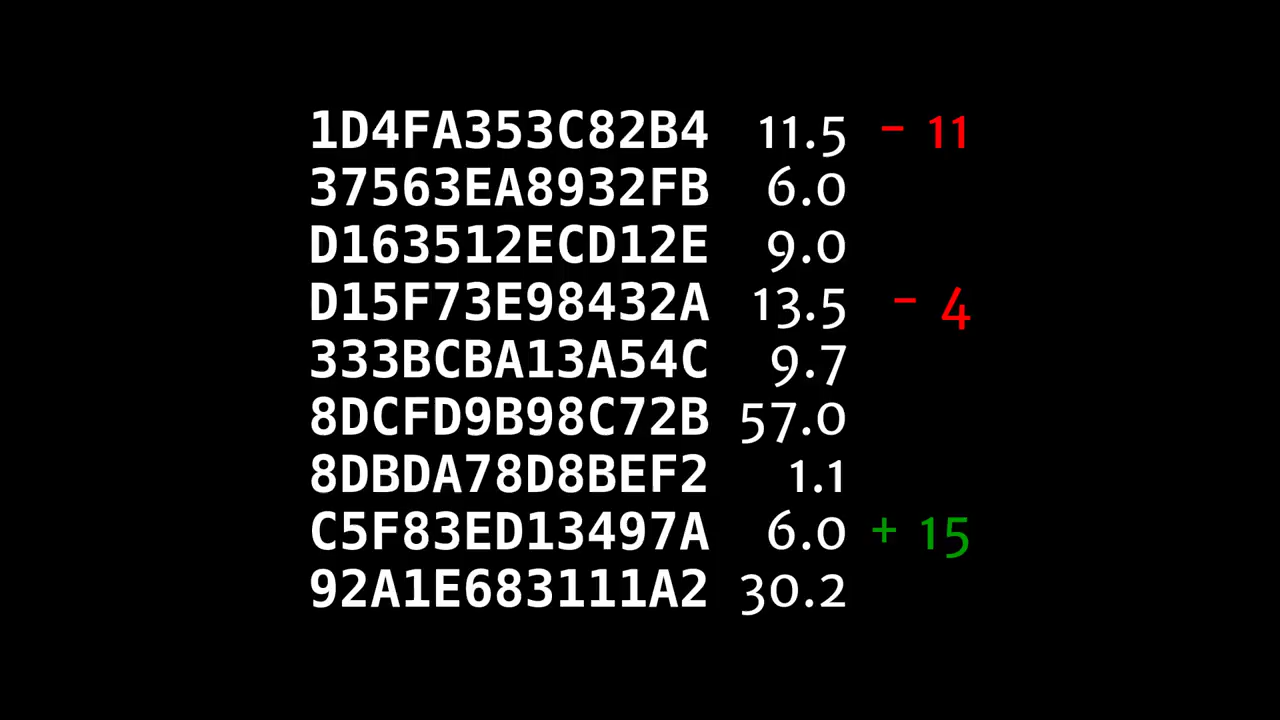 1D4FA353C82B4 11.5 – 11
37563EA8932FB 6.0
D163512ECD12E 9.0
D15F73E98432A 13.5 – 4
333BCBA13A54C 9.7
8DCFD9B98C72B 57.0
8DBDA78D8BEF2 1.1
C5F83ED13497A 6.0 + 15
92A1E683111A2 30.2